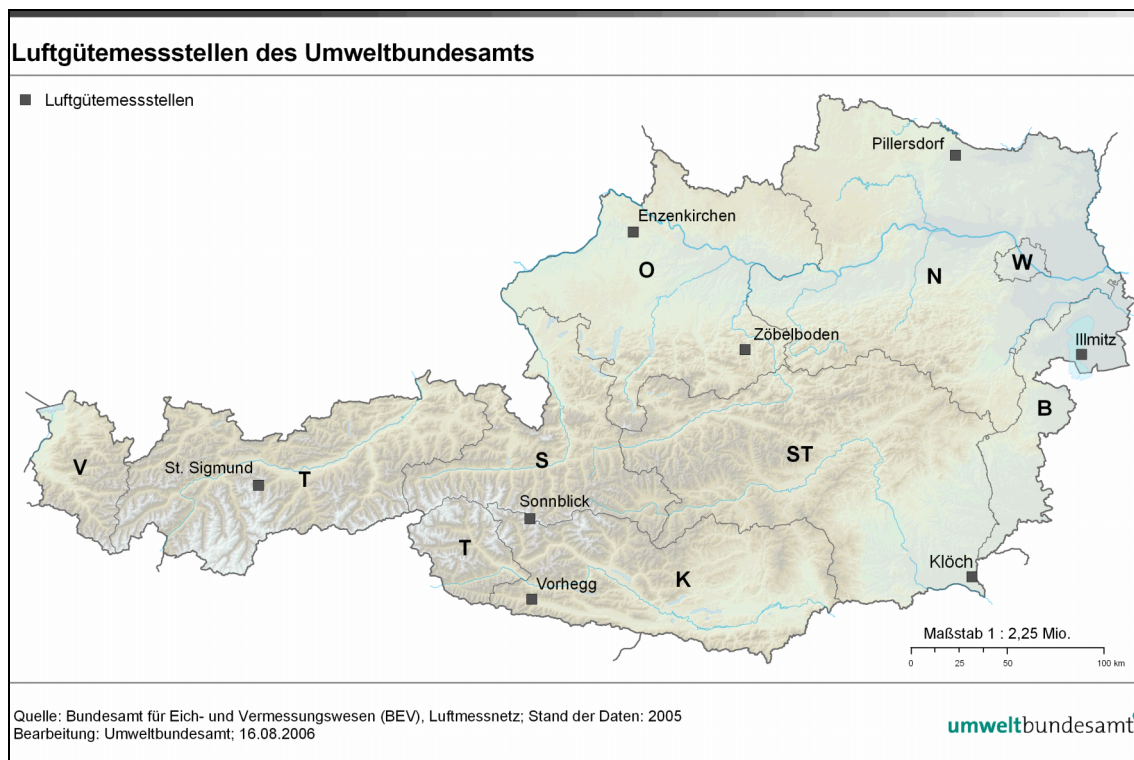 Luftgütemessstellen des Umweltbundesamts
Luftgütemessstellen
Pillersdorf
Enzenkirchen
O
N
W
Zöbelboden
Illmitz
B
V
St. Sigmund
T
S
ST
Sonnblick
T
Vorhegg
K
Klöch
Maßstab 1 : 2,25 Mio.
0 25 50 100 km
Quelle: Bundesamt für Eich- und Vermessungswesen (BEV), Luftmessnetz; Stand der Daten: 2005
Bearbeitung: Umweltbundesamt; 16.08.2006
umweltbundesamt